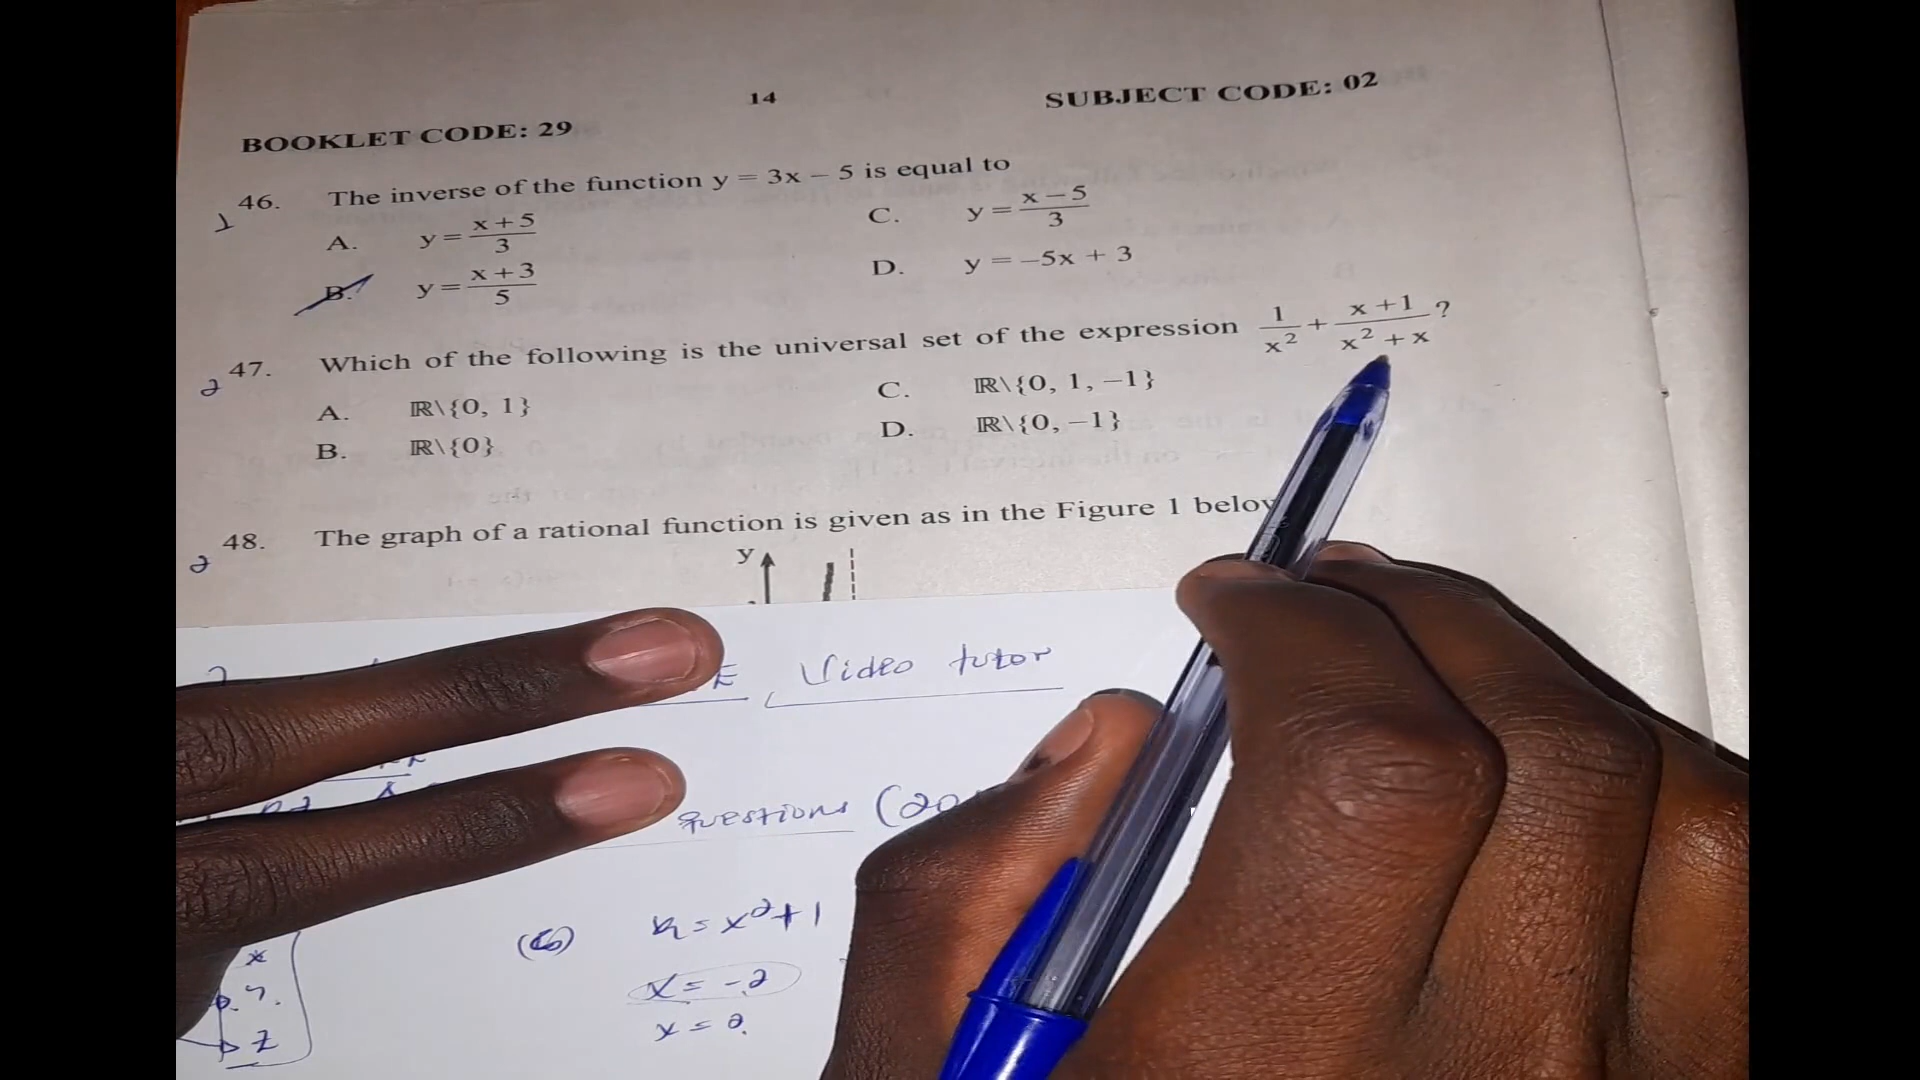 14
SUBJECT CODE: 02
BOOKLET CODE: 29
46. The inverse of the function y = 3x – 5 is equal to
A. y = (x + 5)/3
C. y = (x – 5)/3
B. y = (x + 3)/5
D. y = –5x + 3
47. Which of the following is the universal set of the expression 1/x² + (x + 1)/(x² + x)?
A. ℝ\{0, 1}
C. ℝ\{0, 1, –1}
B. ℝ\{0}
D. ℝ\{0, –1}
48. The graph of a rational function is given as in the Figure 1 below
y
Video tutor
questions (20
x = x²+1
x = -2
x = 2.